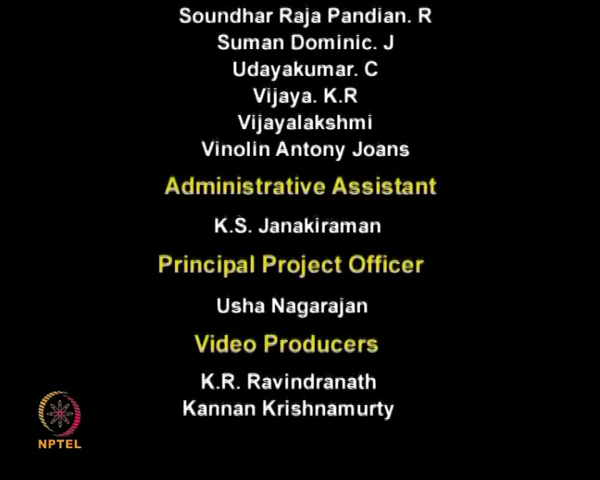 Soundhar Raja Pandian. R
Suman Dominic. J
Udayakumar. C
Vijaya. K.R
Vijayalakshmi
Vinolin Antony Joans
Administrative Assistant
K.S. Janakiraman
Principal Project Officer
Usha Nagarajan
Video Producers
K.R. Ravindranath
Kannan Krishnamurty
NPTEL